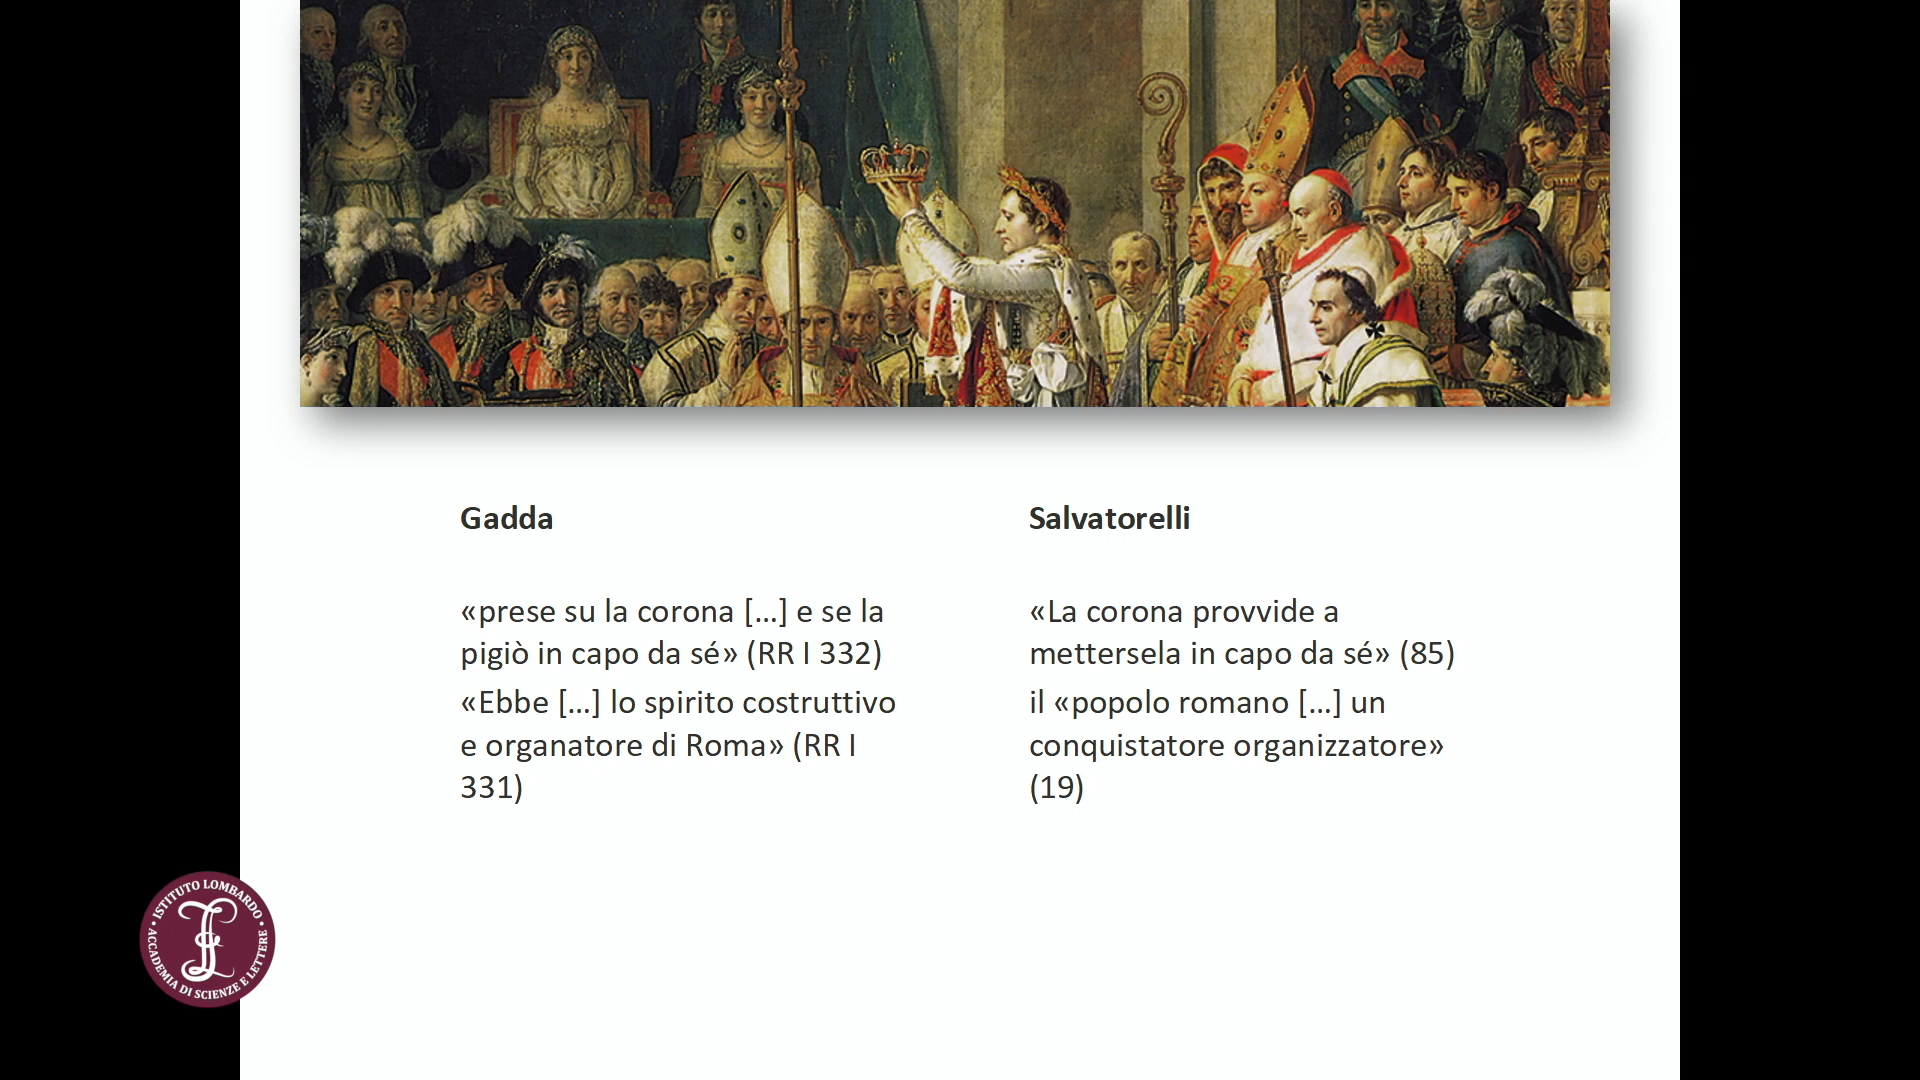 Gadda
«prese su la corona [...] e se la
pigiò in capo da sé» (RR I 332)
«Ebbe [...] lo spirito costruttivo
e organatore di Roma» (RR I
331)
Salvatorelli
«La corona provvide a
mettersela in capo da sé» (85)
il «popolo romano [...] un
conquistatore organizzatore»
(19)
• ISTITUTO LOMBARDO •
ACCADEMIA DI SCIENZE E LETTERE